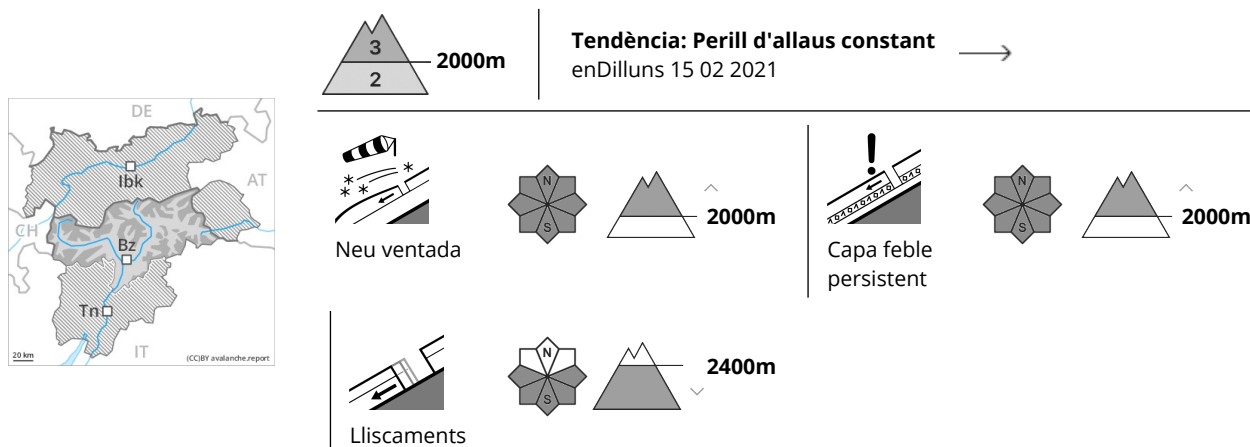 3
2
2000m
Tendència: Perill d'allaus constant
enDilluns 15 02 2021
DE
Ibk
AT
CH
Bz
Tn
IT
20 km
(CC)BY avalanche.report
N
S
2000m
Neu ventada
N
S
2000m
Capa feble
persistent
N
S
2400m
Lliscaments